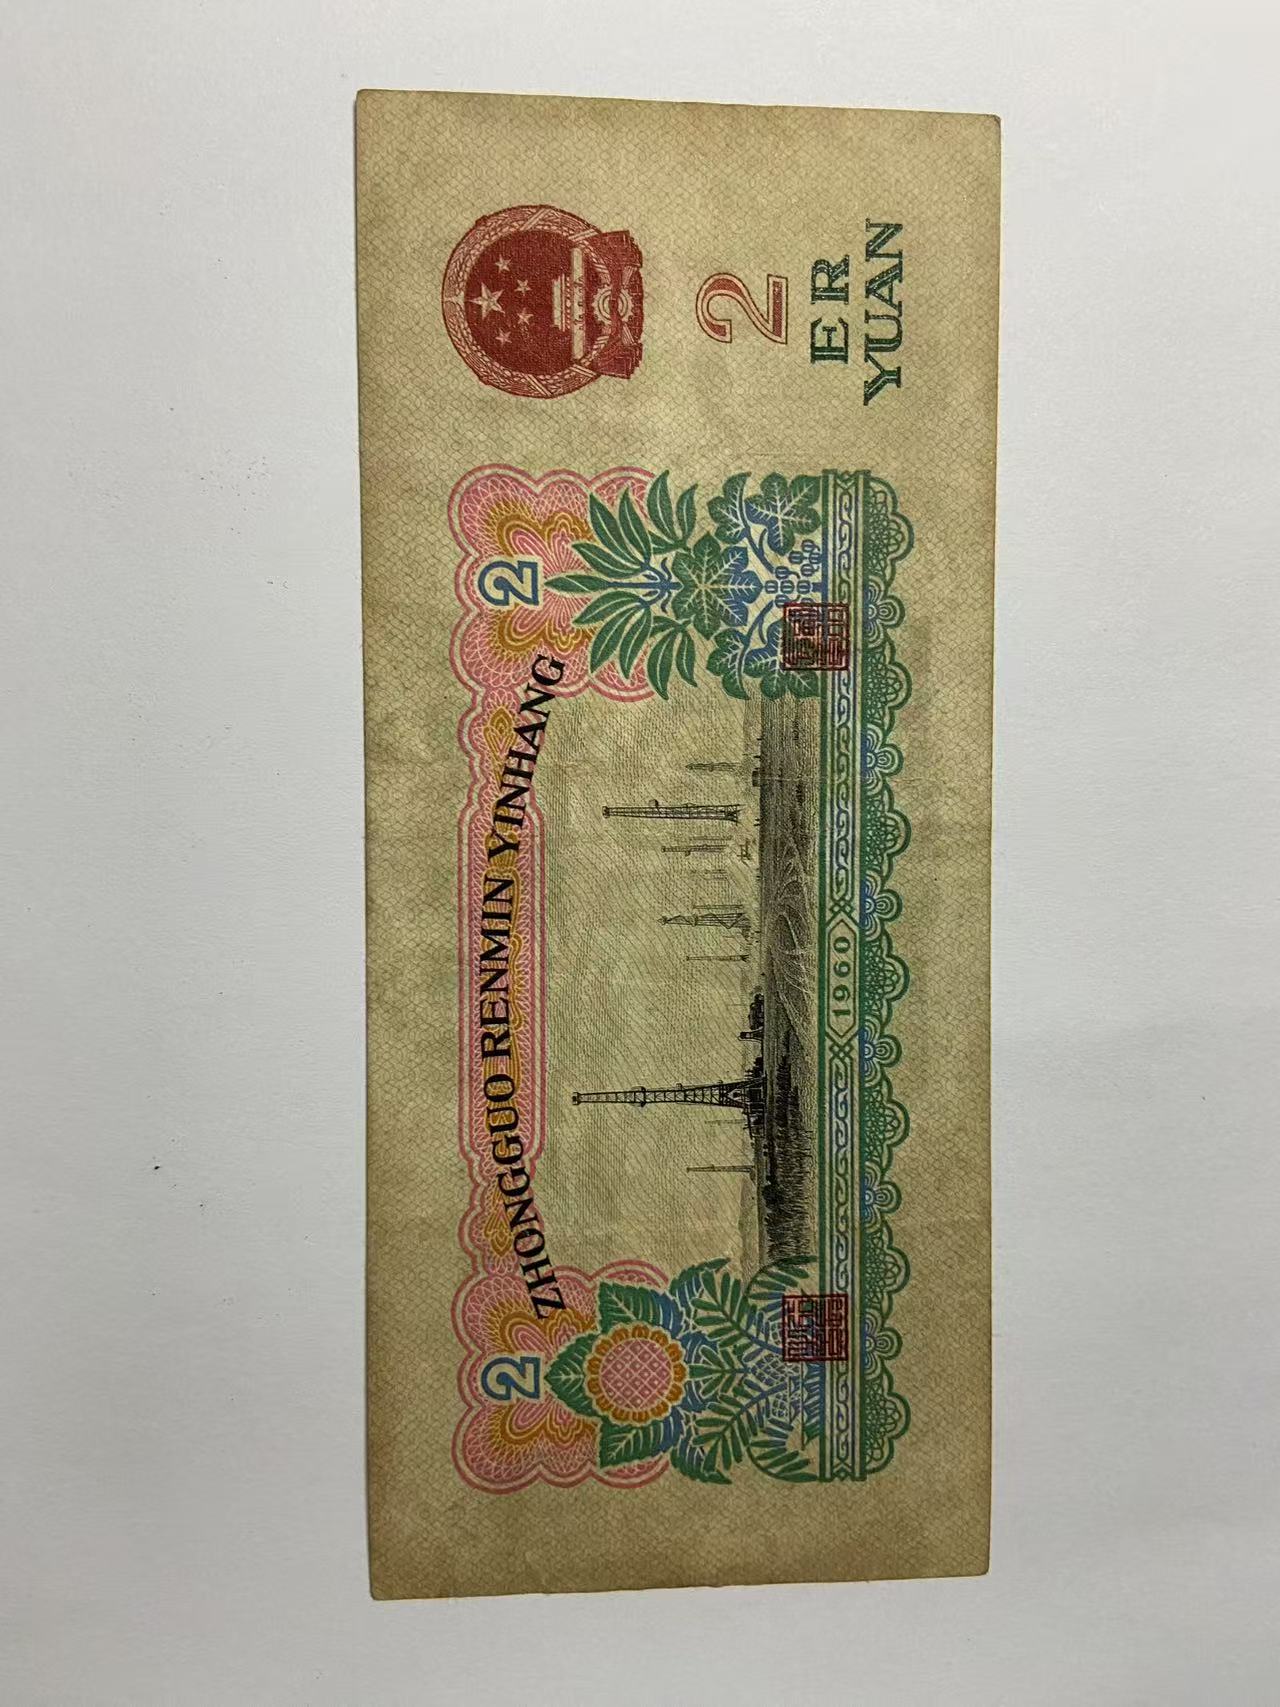 ZHONGGUO RENMIN YINHANG
2
2
2
ER
YUAN
1960